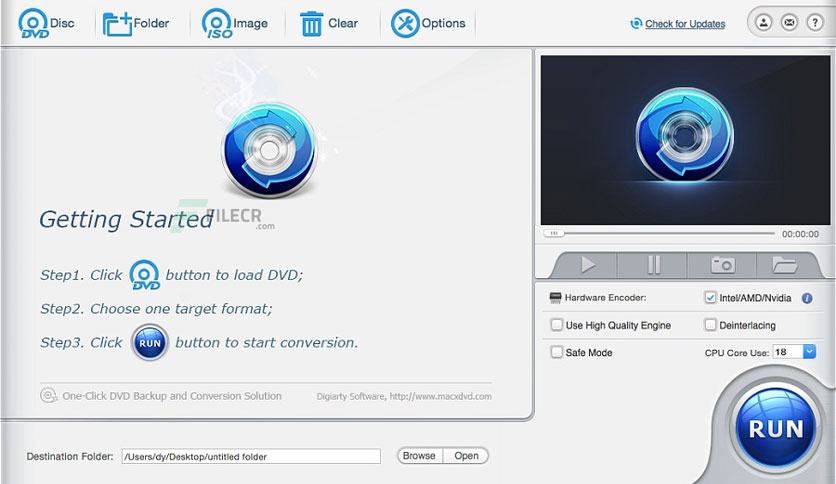 DVD Disc Folder ISO Image Clear Options Check for Updates ?
Getting Started
FILECR
.com
Step1. Click DVD button to load DVD;
Step2. Choose one target format;
Step3. Click RUN button to start conversion.
One-Click DVD Backup and Conversion Solution Digiarty Software, http://www.macxdvd.com
Destination Folder: /Users/dy/Desktop/untitled folder Browse Open
00:00:00
Hardware Encoder: Intel/AMD/Nvidia i
Use High Quality Engine Deinterlacing
Safe Mode CPU Core Use: 18
RUN